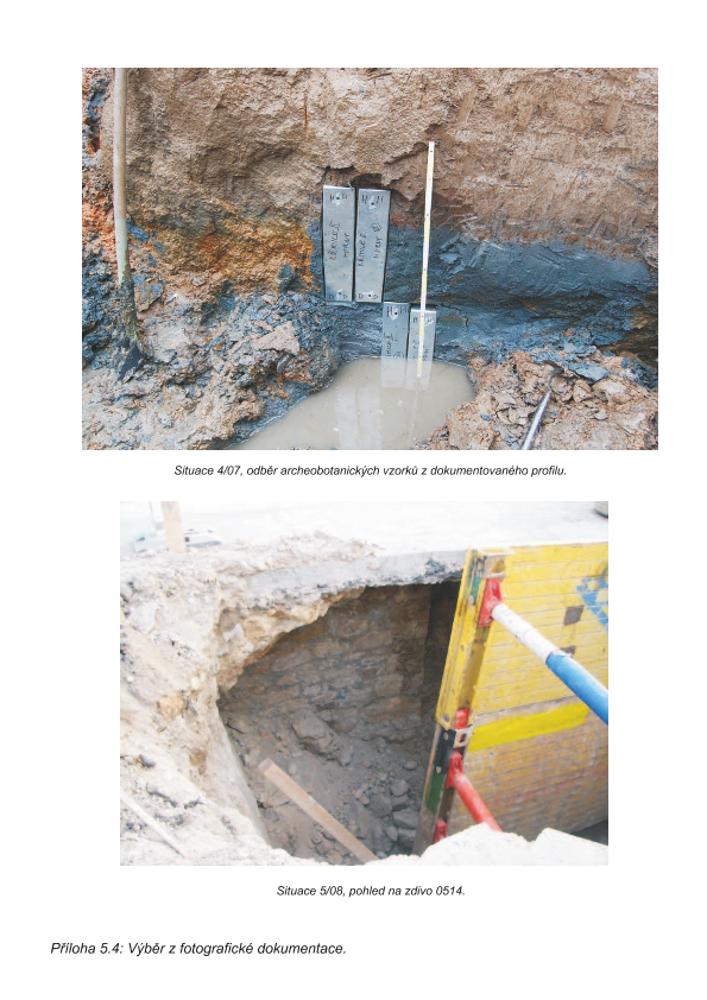 Situace 4/07, odběr archeobotanických vzorků z dokumentovaného profilu.
Situace 5/08, pohled na zdivo 0514.
Příloha 5.4: Výběr z fotografické dokumentace.